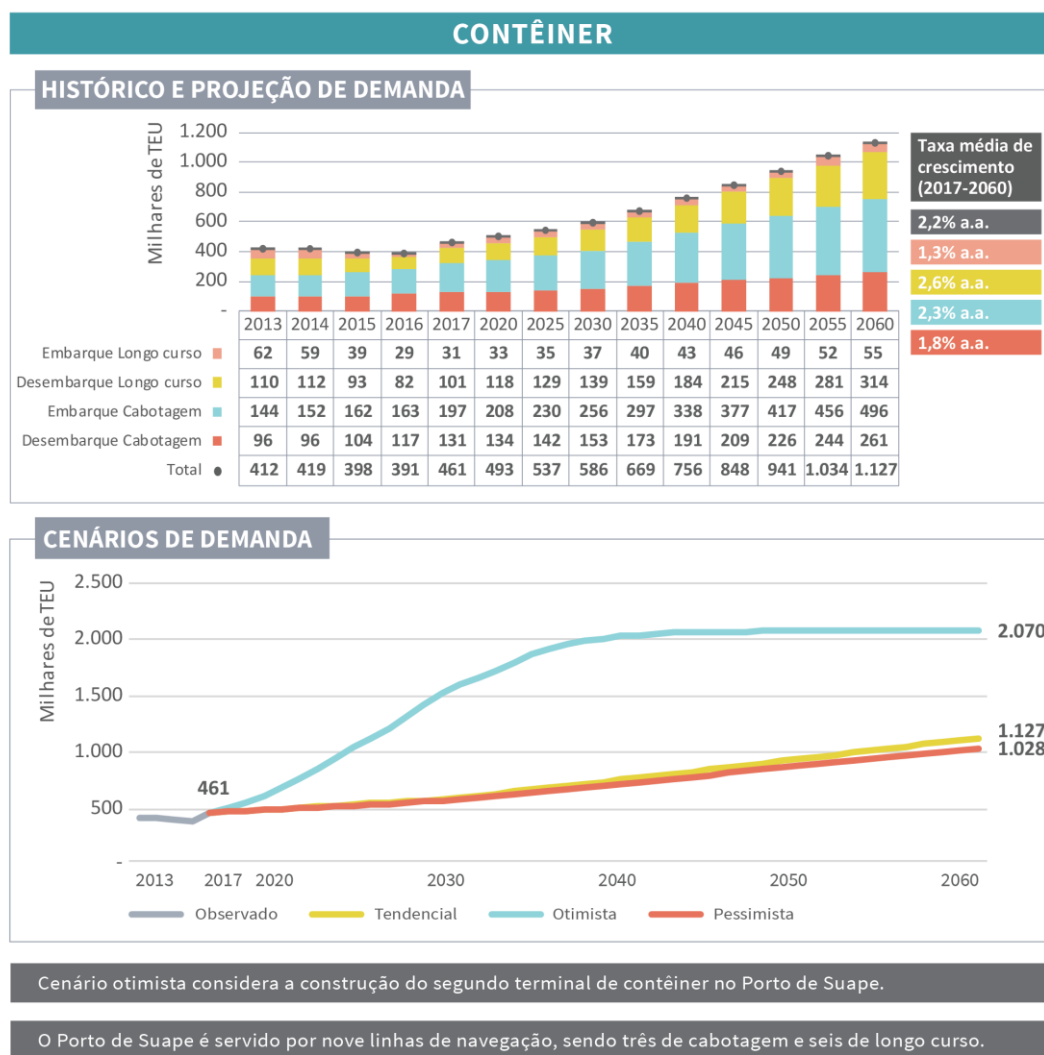 CONTÊINER
HISTÓRICO E PROJEÇÃO DE DEMANDA
Milhares de TEU
1.200
1.000
800
600
400
200
-
Taxa média de
crescimento
(2017-2060)
2,2% a.a.
1,3% a.a.
2,6% a.a.
2,3% a.a.
1,8% a.a.
2013 2014 2015 2016 2017 2020 2025 2030 2035 2040 2045 2050 2055 2060
Embarque Longo curso 62 59 39 29 31 33 35 37 40 43 46 49 52 55
Desembarque Longo curso 110 112 93 82 101 118 129 139 159 184 215 248 281 314
Embarque Cabotagem 144 152 162 163 197 208 230 256 297 338 377 417 456 496
Desembarque Cabotagem 96 96 104 117 131 134 142 153 173 191 209 226 244 261
Total 412 419 398 391 461 493 537 586 669 756 848 941 1.034 1.127
CENÁRIOS DE DEMANDA
Milhares de TEU
2.500
2.000
1.500
1.000
500
-
461
2.070
1.127
1.028
2013 2017 2020 2030 2040 2050 2060
Observado Tendencial Otimista Pessimista
Cenário otimista considera a construção do segundo terminal de contêiner no Porto de Suape.
O Porto de Suape é servido por nove linhas de navegação, sendo três de cabotagem e seis de longo curso.